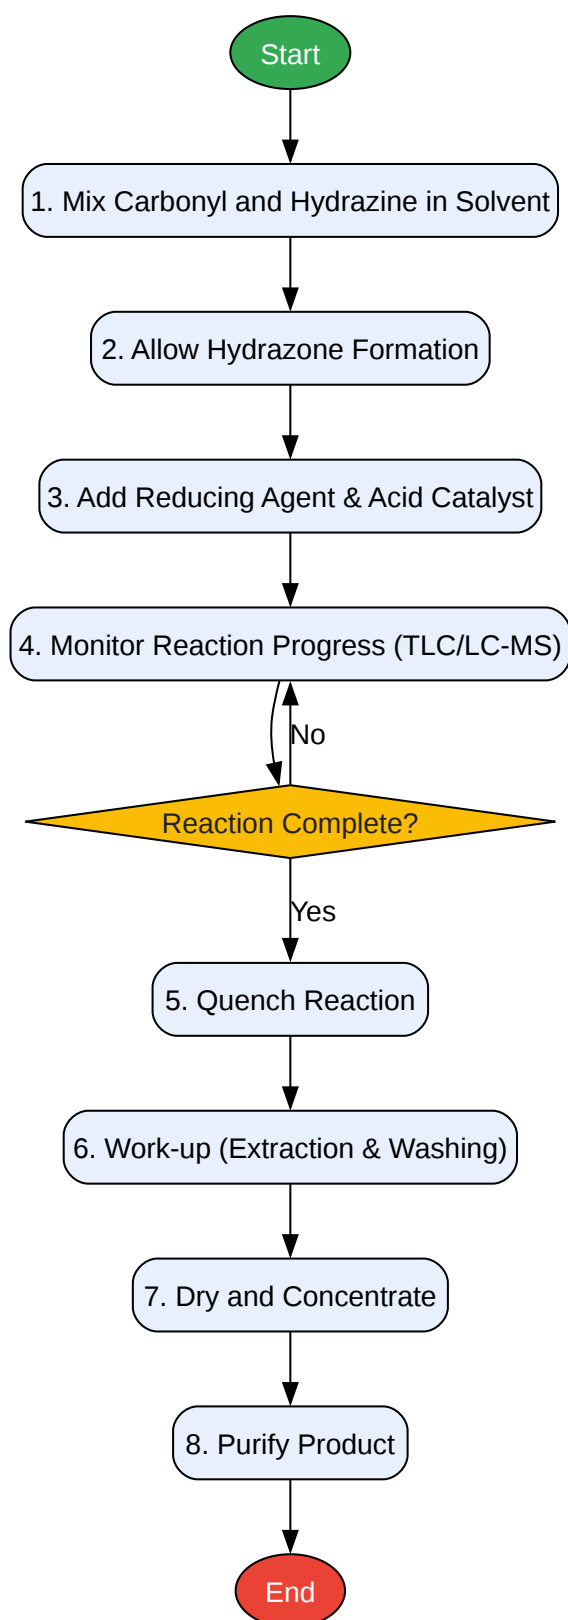 Start
1. Mix Carbonyl and Hydrazine in Solvent
2. Allow Hydrazone Formation
3. Add Reducing Agent & Acid Catalyst
4. Monitor Reaction Progress (TLC/LC-MS)
No
Reaction Complete?
Yes
5. Quench Reaction
6. Work-up (Extraction & Washing)
7. Dry and Concentrate
8. Purify Product
End